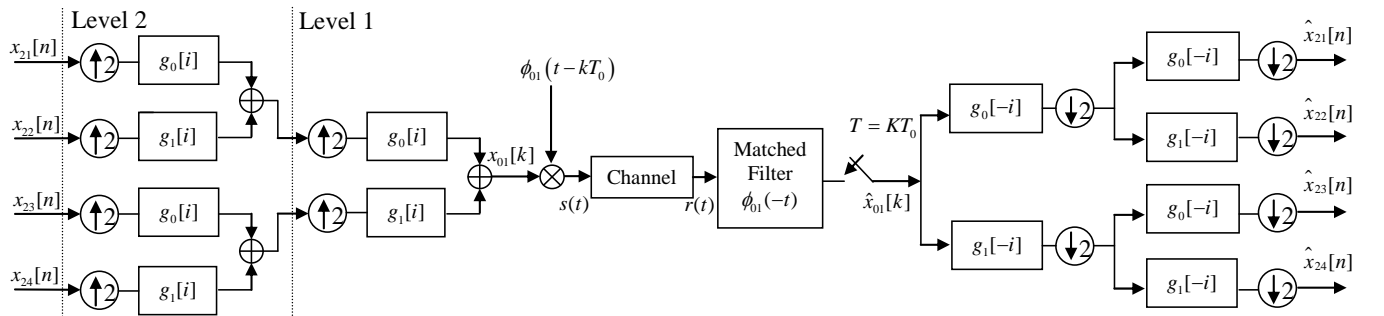 Level 2
Level 1
x₂₁[n]
↑2
g₀[i]
x₂₂[n]
↑2
g₁[i]
x₂₃[n]
↑2
g₀[i]
x₂₄[n]
↑2
g₁[i]
↑2
g₀[i]
↑2
g₁[i]
x₀₁[k]
ϕ₀₁(t−kT₀)
s(t)
Channel
r(t)
Matched
Filter
ϕ₀₁(−t)
T = KT₀
x̂₀₁[k]
g₀[−i]
↓2
g₁[−i]
↓2
g₀[−i]
↓2
x̂₂₁[n]
g₁[−i]
↓2
x̂₂₂[n]
g₀[−i]
↓2
x̂₂₃[n]
g₁[−i]
↓2
x̂₂₄[n]